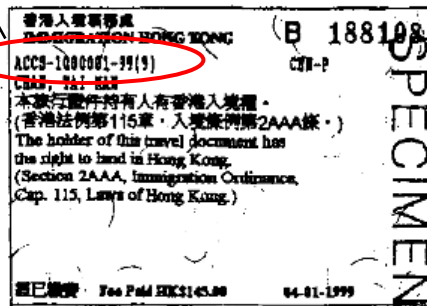 香港入境事務處
IMMIGRATION HONG KONG
B 188108
ACCS-1000001-99(9)
CHN-P
CHAN, TAI MAN
本旅行證件持有人有香港入境權。
(香港法例第115章,入境條例第2AAA條。)
The holder of this travel document has
the right to land in Hong Kong.
(Section 2AAA, Immigration Ordinance,
Cap. 115, Laws of Hong Kong.)
Fee Paid HK$145.00
04-01-1999
SPECIMEN